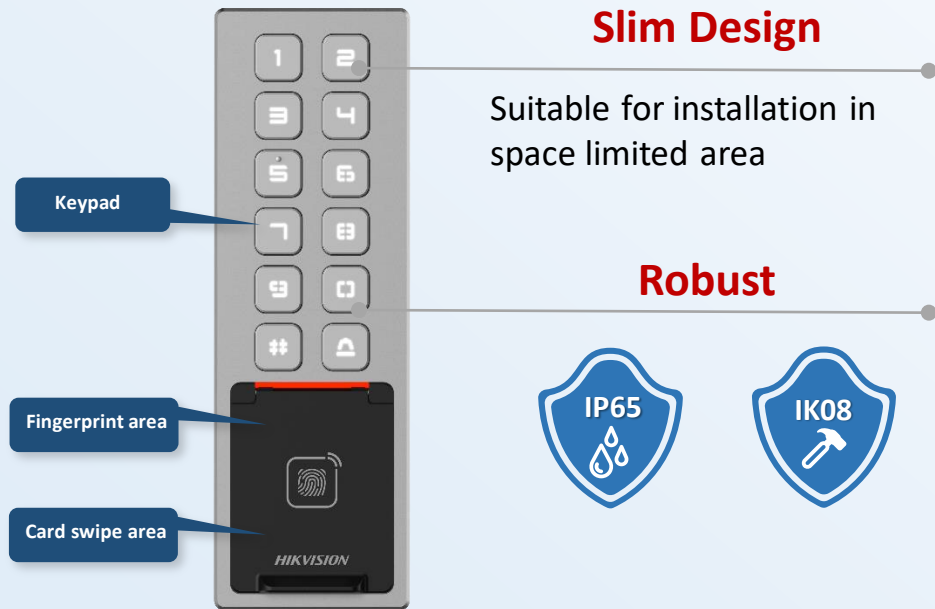 Slim Design
Suitable for installation in
space limited area
Robust
IP65
IK08
Keypad
Fingerprint area
Card swipe area
1 2
3 4
5 6
7 8
9 0
#
HIKVISION